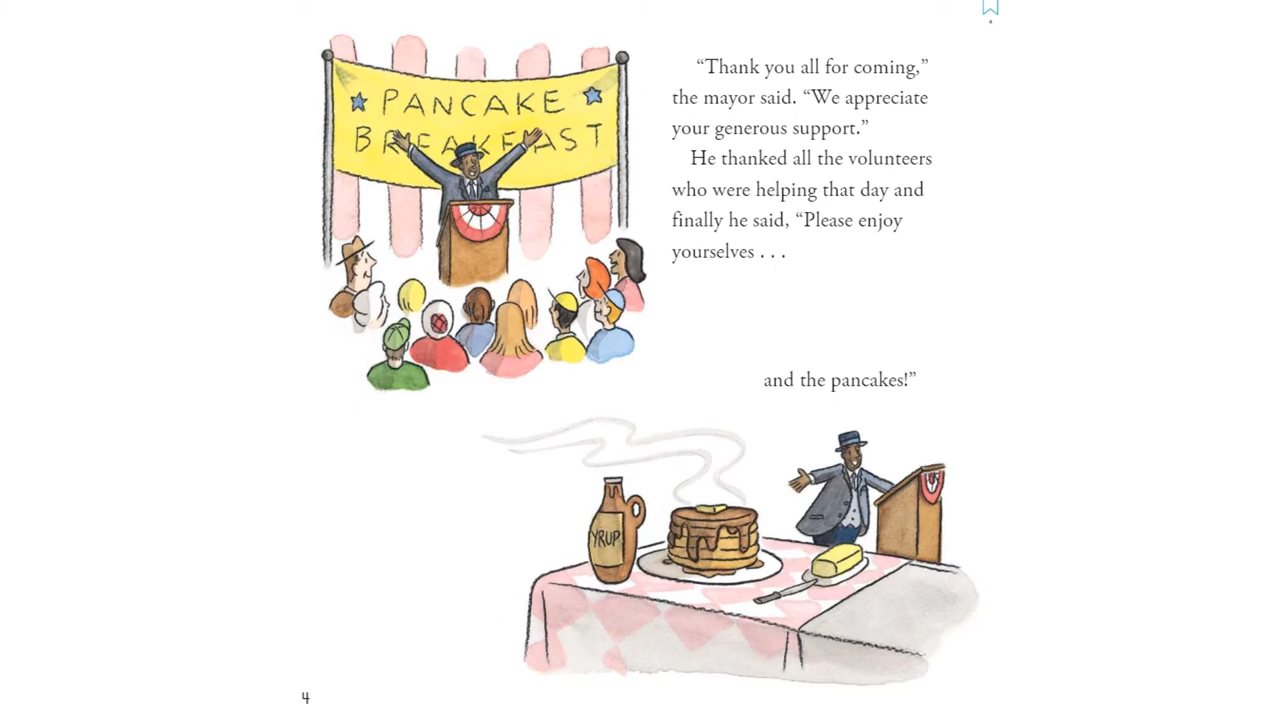 4
PANCAKE
BREAKFAST
“Thank you all for coming,”
the mayor said. “We appreciate
your generous support.”
He thanked all the volunteers
who were helping that day and
finally he said, “Please enjoy
yourselves . . .
and the pancakes!”
YRUP
4